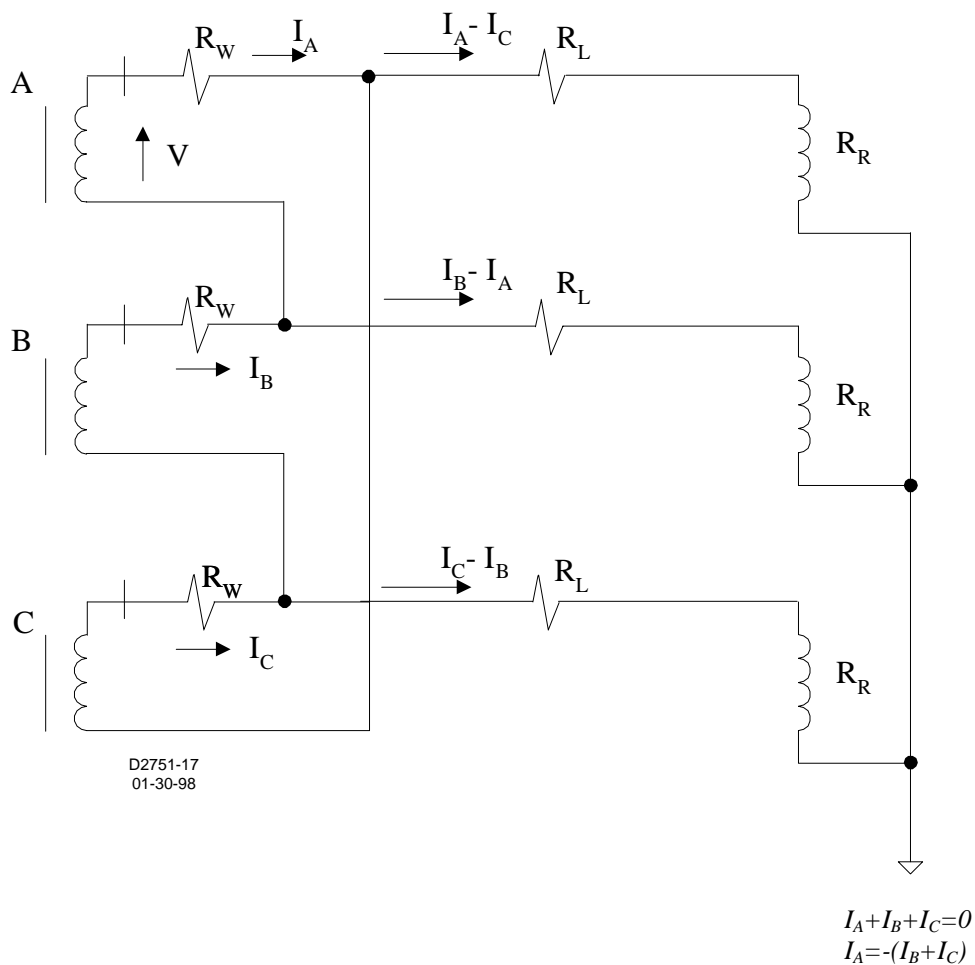 R_W I_A I_A- I_C R_L
A
V
R_R
I_B- I_A
R_W R_L
B
I_B
R_R
I_C- I_B
R_W R_L
C
I_C
R_R
D2751-17
01-30-98
I_A+I_B+I_C=0
I_A=-(I_B+I_C)